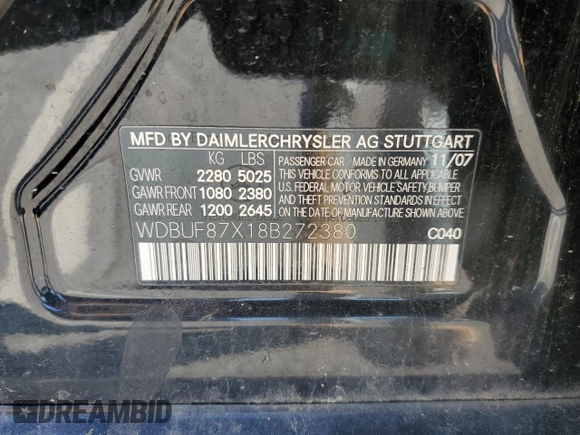 MFD BY DAIMLERCHRYSLER AG STUTTGART
KG LBS
PASSENGER CAR MADE IN GERMANY 11/07
GVWR 2280 5025
THIS VEHICLE CONFORMS TO ALL APPLICABLE
GAWR FRONT 1080 2380
U.S. FEDERAL MOTOR VEHICLE SAFETY, BUMPER
AND THEFT PREVENTION STANDARDS IN EFFECT
GAWR REAR 1200 2645
ON THE DATE OF MANUFACTURE SHOWN ABOVE.
WDBUF87X18B272380
C040
DREAMBID